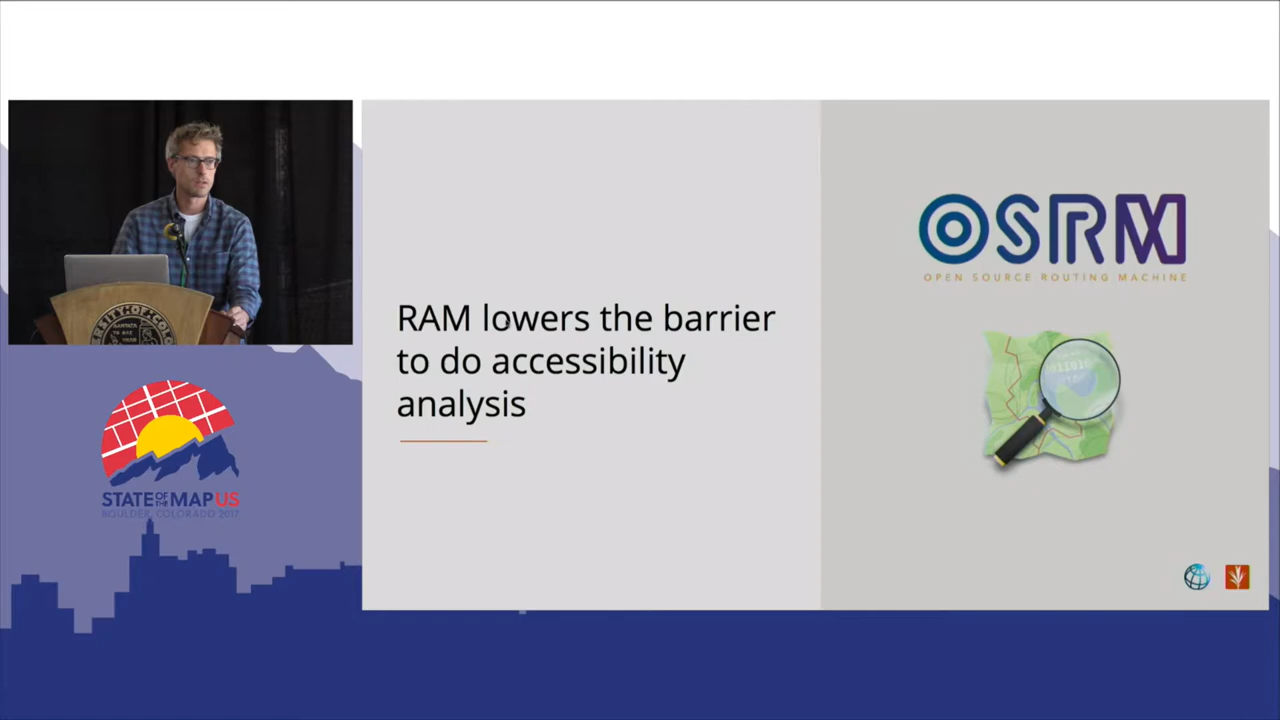 RAM lowers the barrier
to do accessibility
analysis
OSRM
OPEN SOURCE ROUTING MACHINE
STATE OF THE MAP US
BOULDER, COLORADO 2017